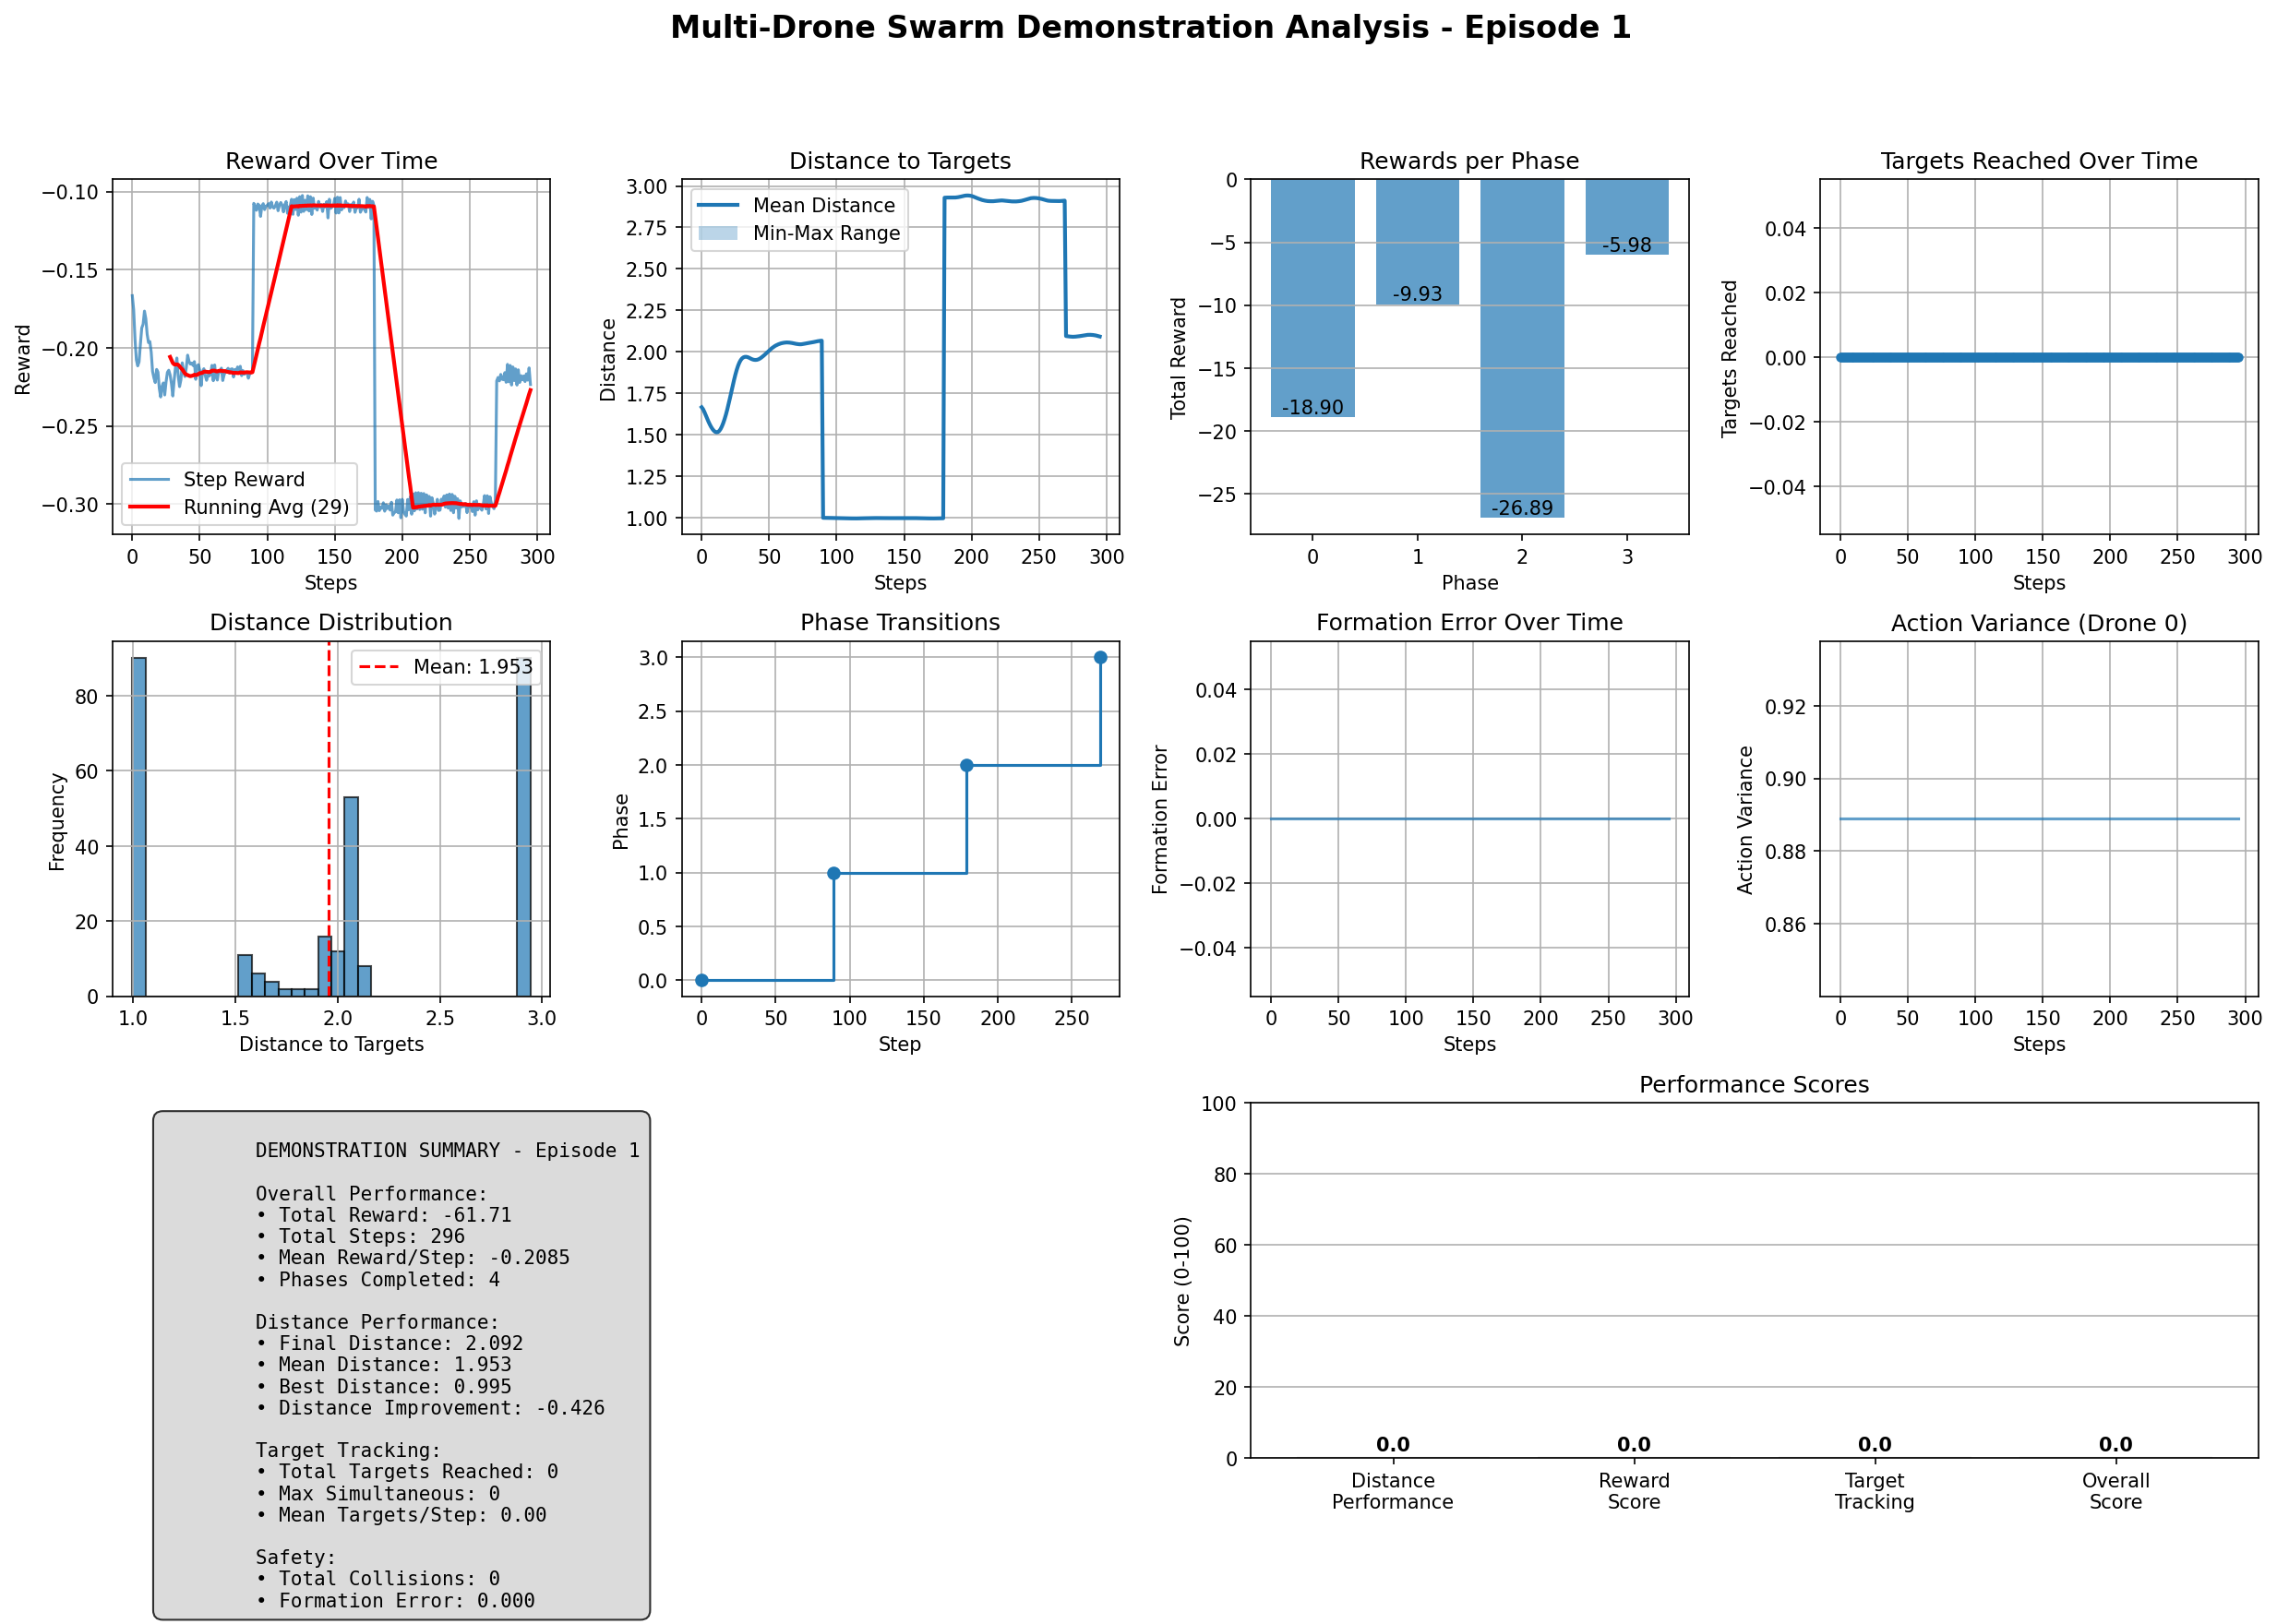 Multi-Drone Swarm Demonstration Analysis - Episode 1
Reward Over Time
−0.10
−0.15
−0.20
−0.25
−0.30
Reward
Step Reward
Running Avg (29)
0 50 100 150 200 250 300
Steps
Distance to Targets
3.00
2.75
2.50
2.25
2.00
1.75
1.50
1.25
1.00
Distance
Mean Distance
Min-Max Range
0 50 100 150 200 250 300
Steps
Rewards per Phase
0
−5
−10
−15
−20
−25
Total Reward
-18.90
-9.93
-26.89
-5.98
0 1 2 3
Phase
Targets Reached Over Time
0.04
0.02
0.00
−0.02
−0.04
Targets Reached
0 50 100 150 200 250 300
Steps
Distance Distribution
80
60
40
20
0
Frequency
Mean: 1.953
1.0 1.5 2.0 2.5 3.0
Distance to Targets
Phase Transitions
3.0
2.5
2.0
1.5
1.0
0.5
0.0
Phase
0 50 100 150 200 250
Step
Formation Error Over Time
0.04
0.02
0.00
−0.02
−0.04
Formation Error
0 50 100 150 200 250 300
Steps
Action Variance (Drone 0)
0.92
0.90
0.88
0.86
Action Variance
0 50 100 150 200 250 300
Steps
DEMONSTRATION SUMMARY - Episode 1
Overall Performance:
• Total Reward: -61.71
• Total Steps: 296
• Mean Reward/Step: -0.2085
• Phases Completed: 4
Distance Performance:
• Final Distance: 2.092
• Mean Distance: 1.953
• Best Distance: 0.995
• Distance Improvement: -0.426
Target Tracking:
• Total Targets Reached: 0
• Max Simultaneous: 0
• Mean Targets/Step: 0.00
Safety:
• Total Collisions: 0
• Formation Error: 0.000
Performance Scores
100
80
60
40
20
0
Score (0-100)
0.0 0.0 0.0 0.0
Distance
Performance
Reward
Score
Target
Tracking
Overall
Score